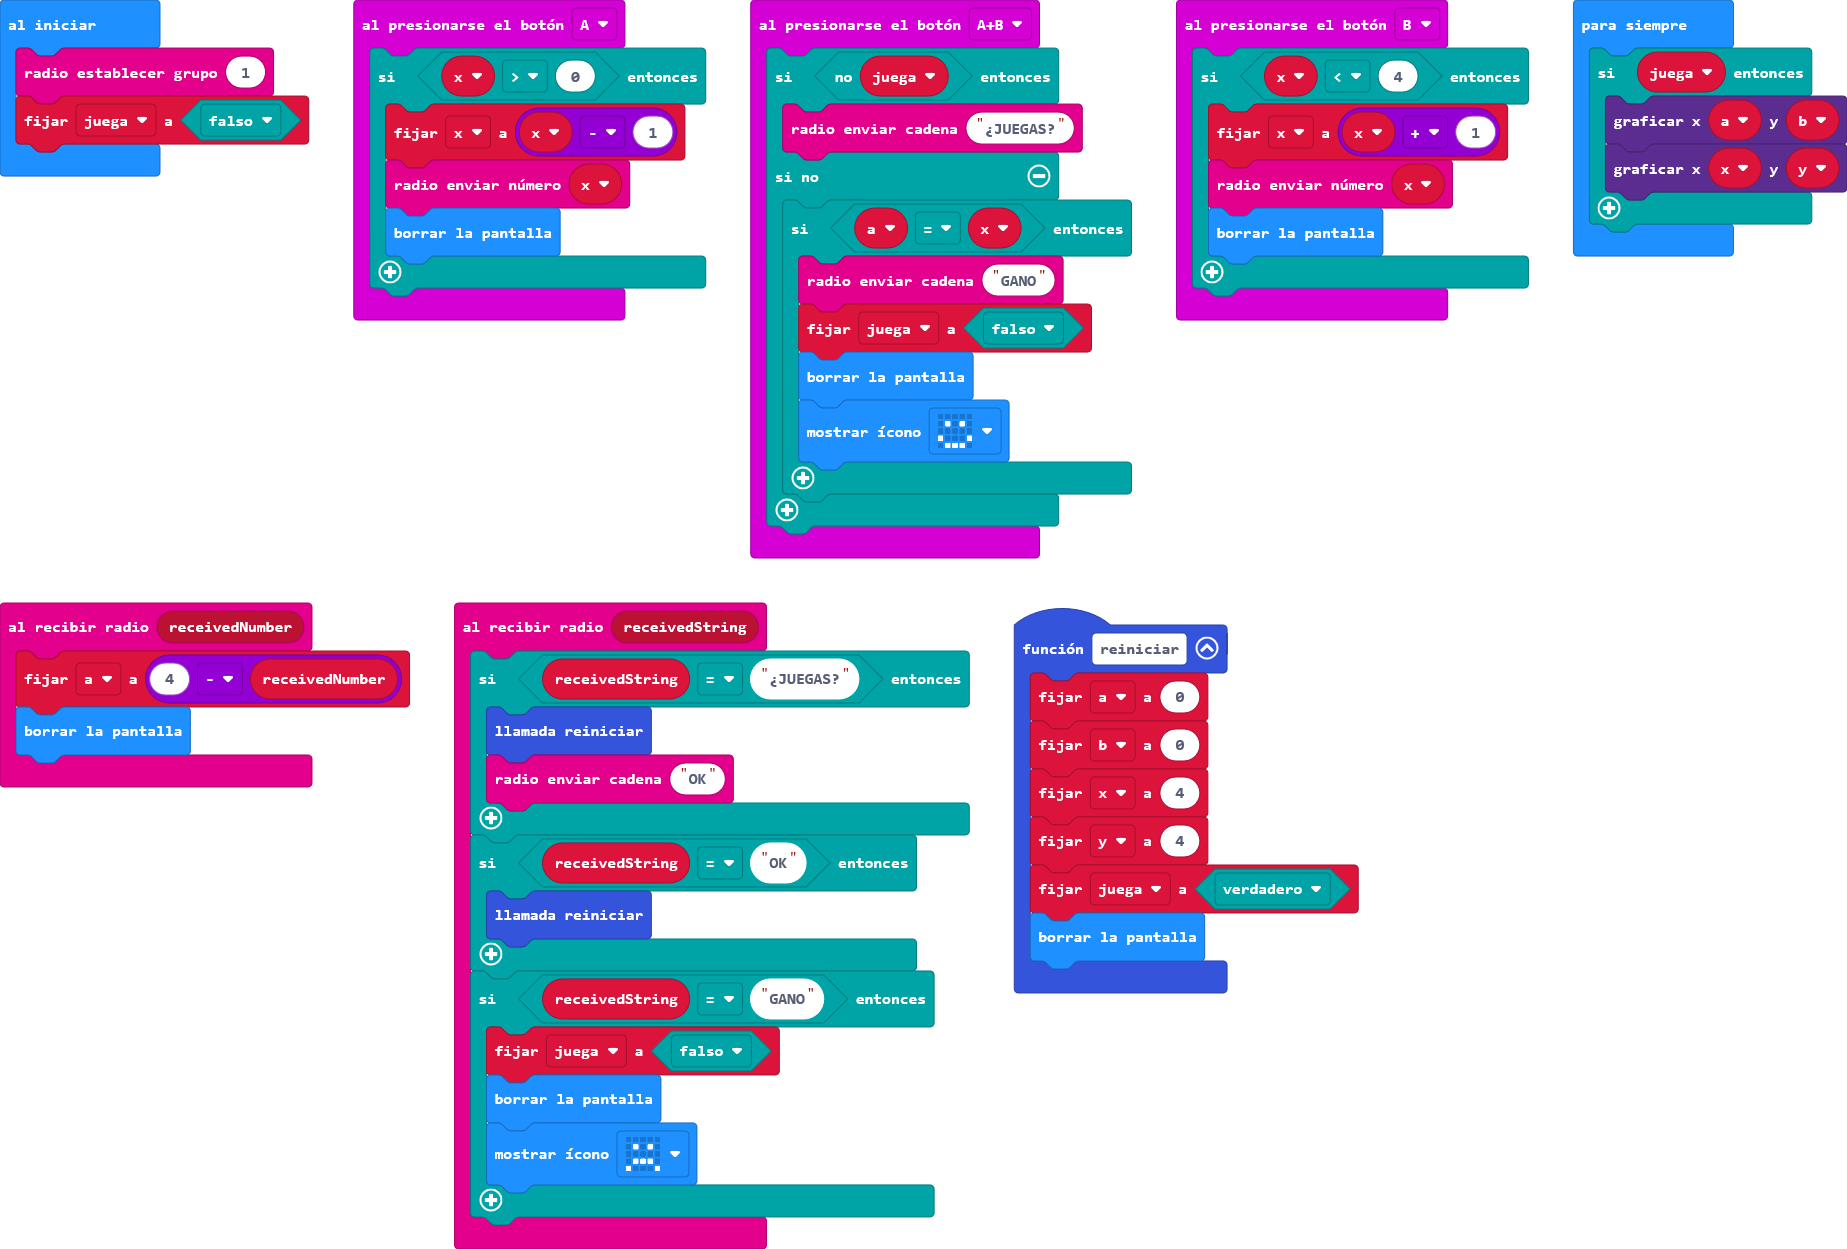 al iniciar
radio establecer grupo 1
fijar juega a falso
al presionarse el botón A
si x > 0 entonces
fijar x a x - 1
radio enviar número x
borrar la pantalla
al presionarse el botón A+B
si no juega entonces
radio enviar cadena "¿JUEGAS?"
si no
si a = x entonces
radio enviar cadena "GANO"
fijar juega a falso
borrar la pantalla
mostrar ícono
al presionarse el botón B
si x < 4 entonces
fijar x a x + 1
radio enviar número x
borrar la pantalla
para siempre
si juega entonces
graficar x a y b
graficar x x y y
al recibir radio receivedNumber
fijar a a 4 - receivedNumber
borrar la pantalla
al recibir radio receivedString
si receivedString = "¿JUEGAS?" entonces
llamada reiniciar
radio enviar cadena "OK"
si receivedString = "OK" entonces
llamada reiniciar
si receivedString = "GANO" entonces
fijar juega a falso
borrar la pantalla
mostrar ícono
función reiniciar
fijar a a 0
fijar b a 0
fijar x a 4
fijar y a 4
fijar juega a verdadero
borrar la pantalla